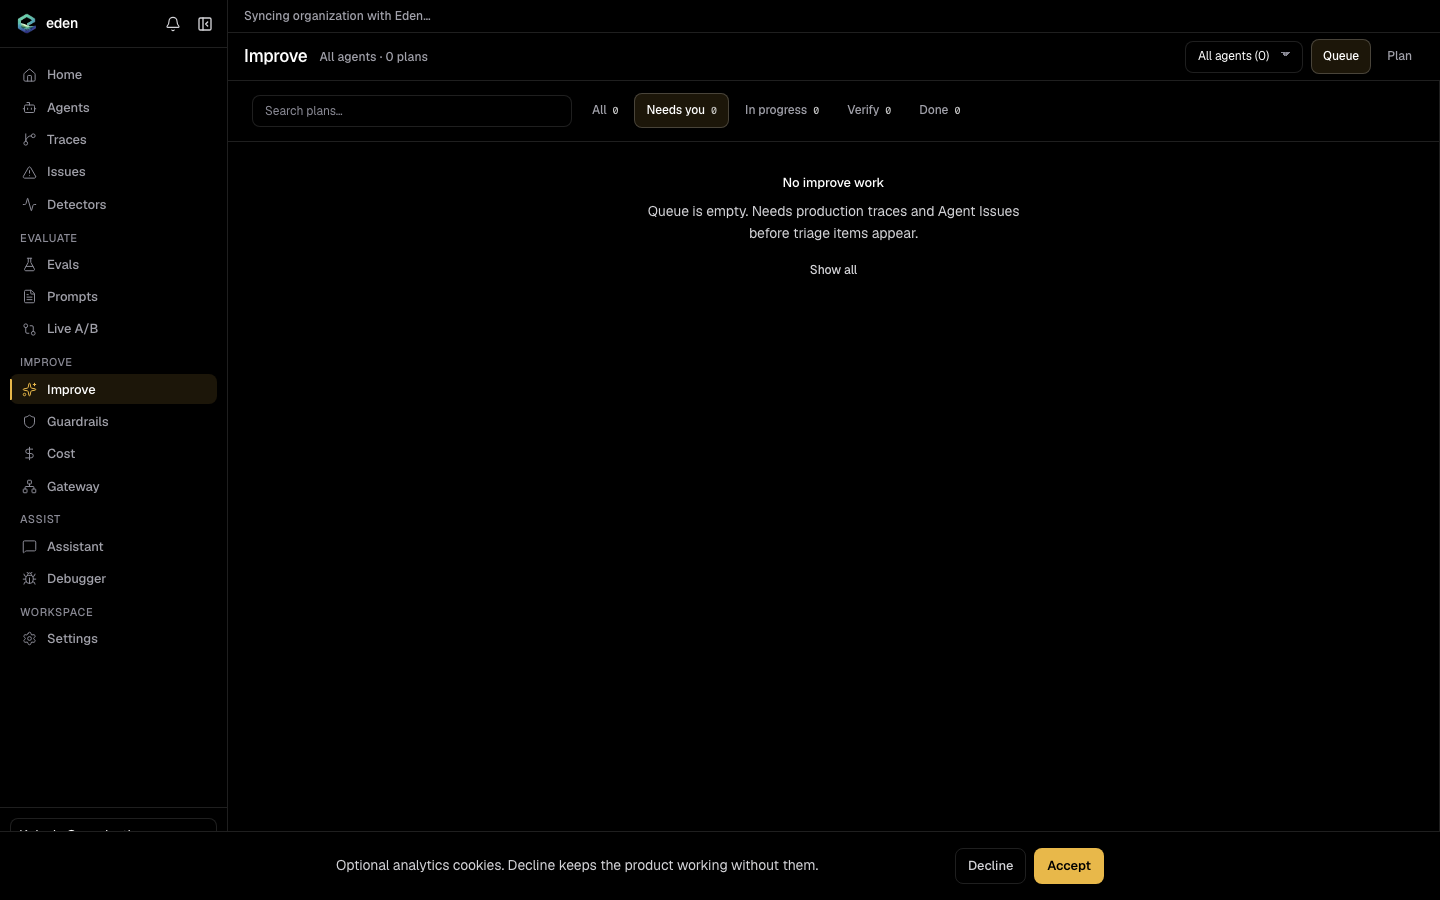 eden
Syncing organization with Eden…
Improve
All agents · 0 plans
All agents (0)
Queue
Plan
Home
Agents
Traces
Issues
Detectors
EVALUATE
Evals
Prompts
Live A/B
IMPROVE
Improve
Guardrails
Cost
Gateway
ASSIST
Assistant
Debugger
WORKSPACE
Settings
Search plans…
All 0
Needs you 0
In progress 0
Verify 0
Done 0
No improve work
Queue is empty. Needs production traces and Agent Issues
before triage items appear.
Show all
Optional analytics cookies. Decline keeps the product working without them.
Decline
Accept